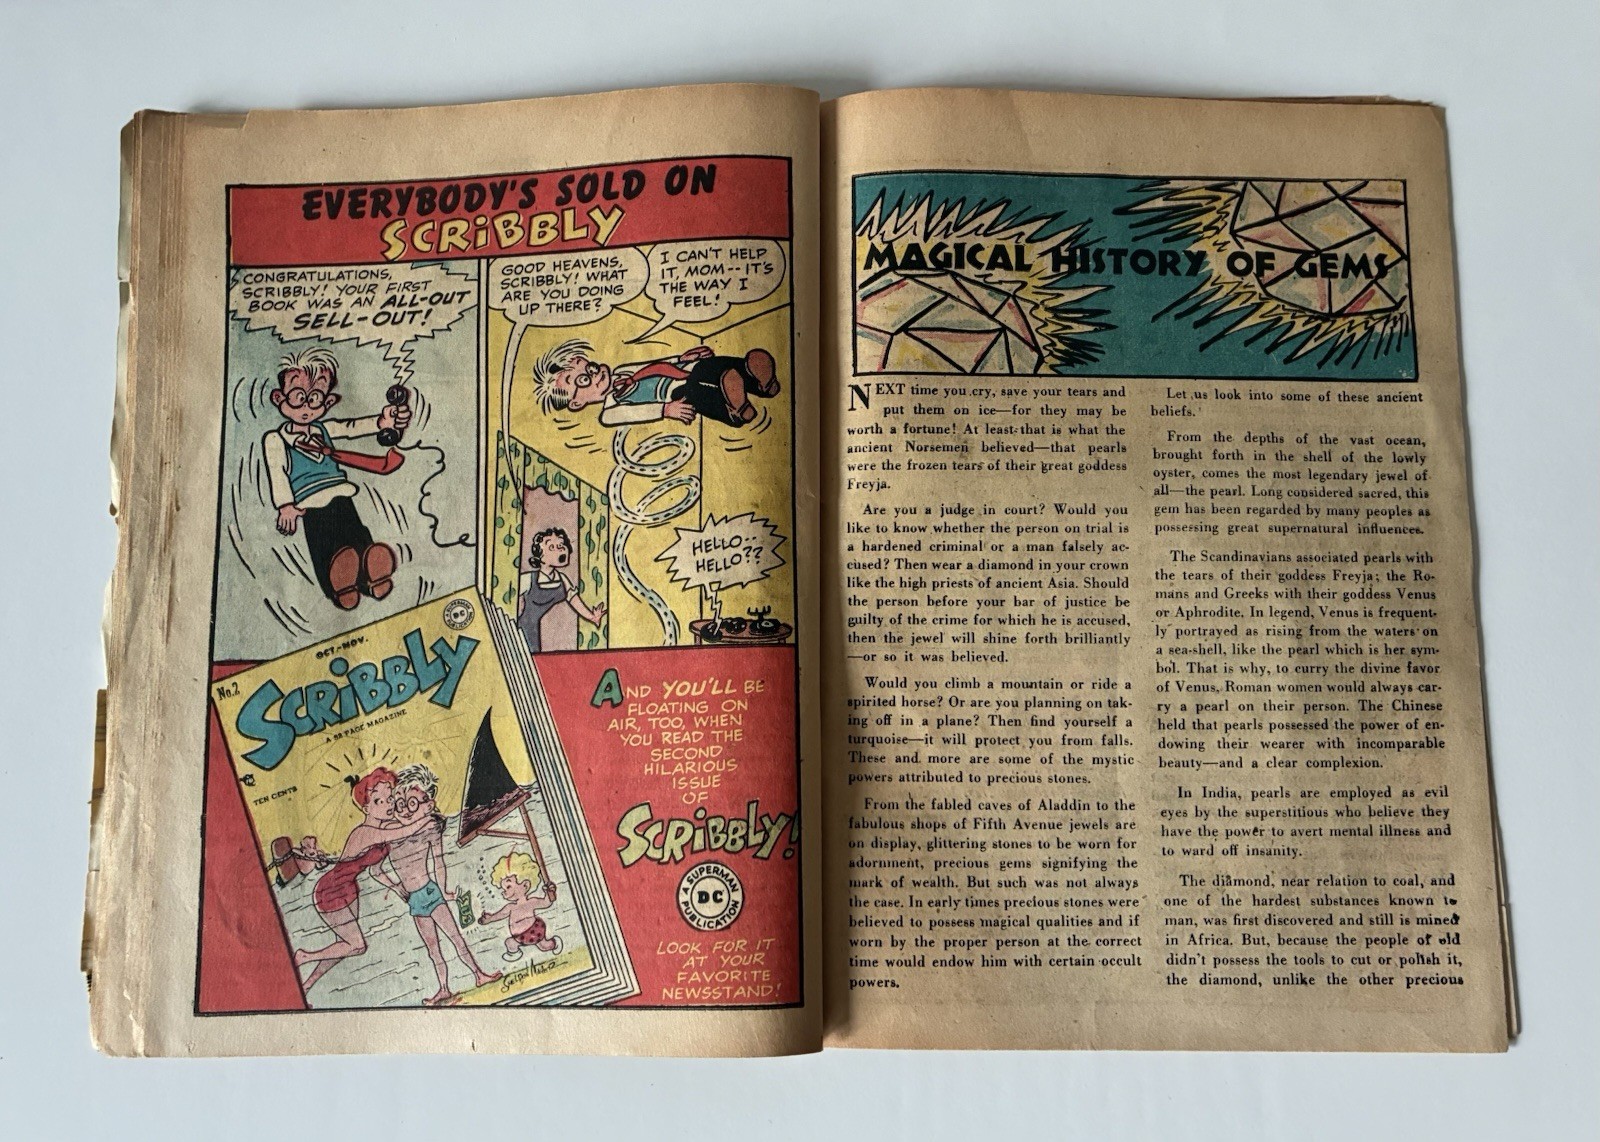 EVERYBODY'S SOLD ON
SCRIBBLY
CONGRATULATIONS,
SCRIBBLY! YOUR FIRST
BOOK WAS AN ALL-OUT
SELL-OUT!
GOOD HEAVENS,
SCRIBBLY! WHAT
ARE YOU DOING
UP THERE?
I CAN'T HELP
IT, MOM--IT'S
THE WAY I
FEEL!
HELLO--
HELLO??
A SUPERMAN
DC
PUBLICATION
OCT.-NOV.
No.2
SCRIBBLY
A 52 PAGE MAGAZINE
TEN CENTS
AND YOU'LL BE
FLOATING ON
AIR, TOO, WHEN
YOU READ THE
SECOND
HILARIOUS
ISSUE
OF
SCRIBBLY!
A SUPERMAN
DC
PUBLICATION
LOOK FOR IT
AT YOUR
FAVORITE
NEWSSTAND!
MAGICAL HISTORY OF GEMS
NEXT time you cry, save your tears and
put them on ice—for they may be
worth a fortune! At least that is what the
ancient Norsemen believed—that pearls
were the frozen tears of their great goddess
Freyja.
Are you a judge in court? Would you
like to know whether the person on trial is
a hardened criminal or a man falsely ac-
cused? Then wear a diamond in your crown
like the high priests of ancient Asia. Should
the person before your bar of justice be
guilty of the crime for which he is accused,
then the jewel will shine forth brilliantly
—or so it was believed.
Would you climb a mountain or ride a
spirited horse? Or are you planning on tak-
ing off in a plane? Then find yourself a
turquoise—it will protect you from falls.
These and more are some of the mystic
powers attributed to precious stones.
From the fabled caves of Aladdin to the
fabulous shops of Fifth Avenue jewels are
on display, glittering stones to be worn for
adornment, precious gems signifying the
mark of wealth. But such was not always
the case. In early times precious stones were
believed to possess magical qualities and if
worn by the proper person at the correct
time would endow him with certain occult
powers.
Let us look into some of these ancient
beliefs.
From the depths of the vast ocean,
brought forth in the shell of the lowly
oyster, comes the most legendary jewel of
all—the pearl. Long considered sacred, this
gem has been regarded by many peoples as
possessing great supernatural influences.
The Scandinavians associated pearls with
the tears of their goddess Freyja; the Ro-
mans and Greeks with their goddess Venus
or Aphrodite. In legend, Venus is frequent-
ly portrayed as rising from the waters on
a sea-shell, like the pearl which is her sym-
bol. That is why, to curry the divine favor
of Venus, Roman women would always car-
ry a pearl on their person. The Chinese
held that pearls possessed the power of en-
dowing their wearer with incomparable
beauty—and a clear complexion.
In India, pearls are employed as evil
eyes by the superstitious who believe they
have the power to avert mental illness and
to ward off insanity.
The diamond, near relation to coal, and
one of the hardest substances known to
man, was first discovered and still is mined
in Africa. But, because the people of old
didn't possess the tools to cut or polish it,
the diamond, unlike the other precious